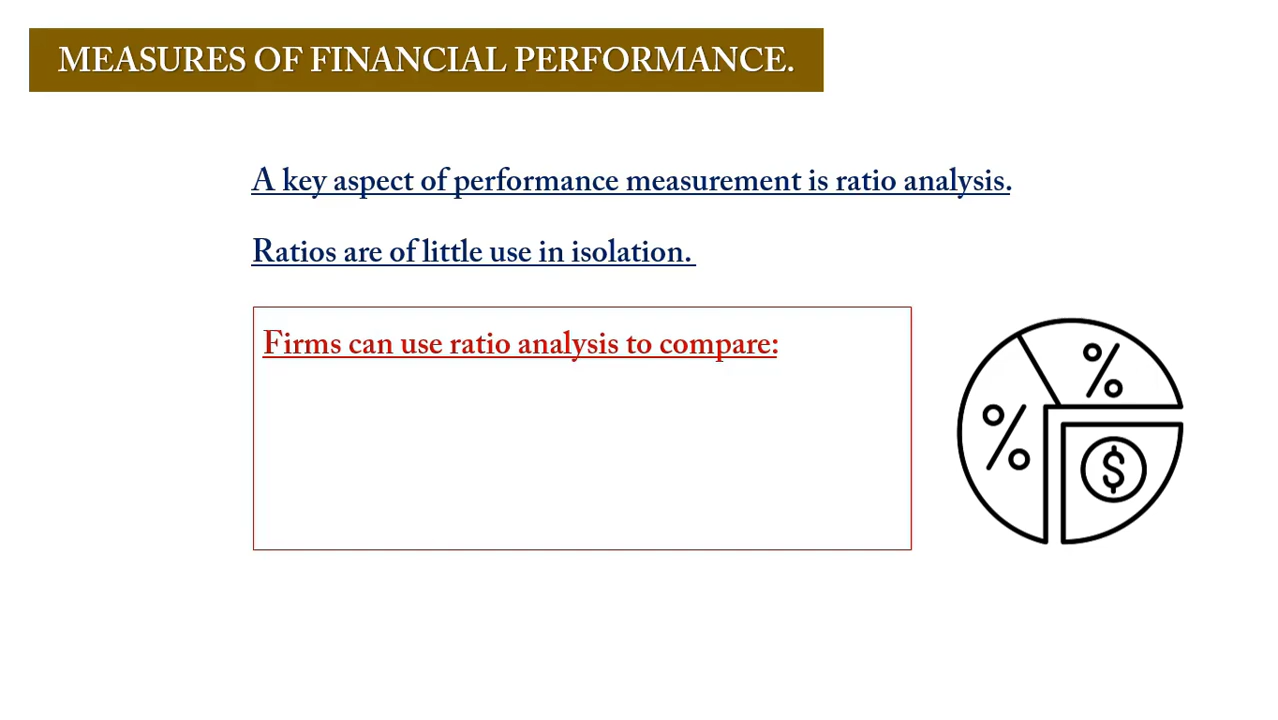 MEASURES OF FINANCIAL PERFORMANCE.
A key aspect of performance measurement is ratio analysis.
Ratios are of little use in isolation.
Firms can use ratio analysis to compare:
%
%
$